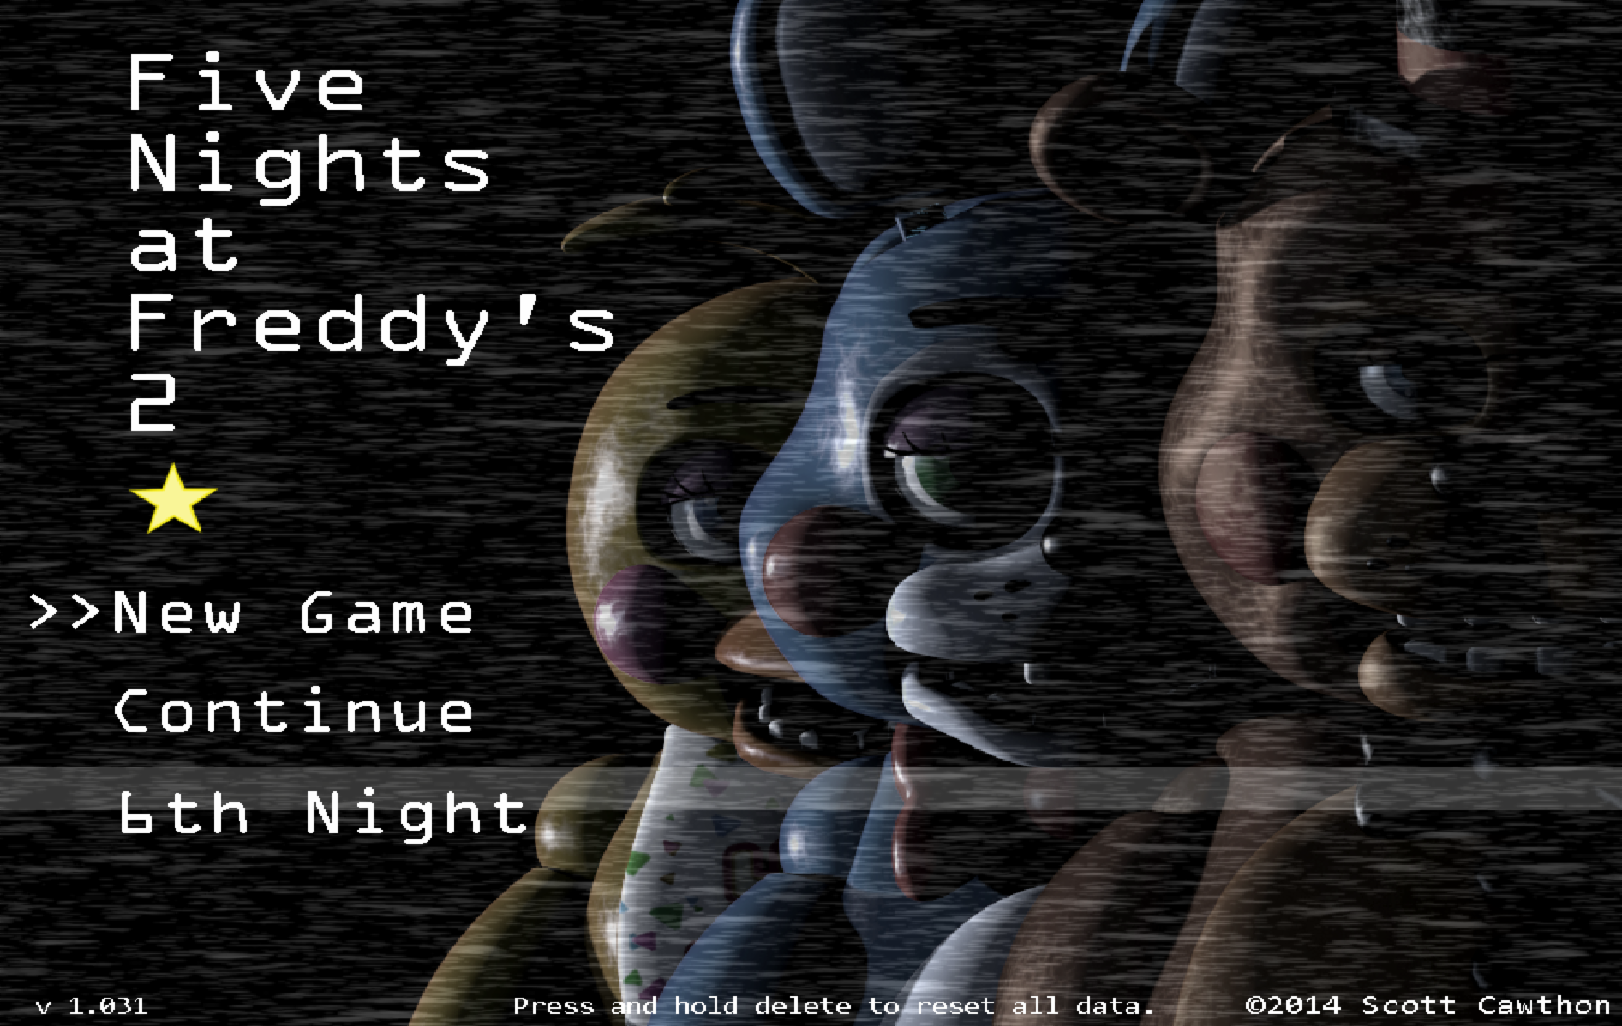 Five
Nights
at
Freddy's
2
>>New Game
Continue
6th Night
v 1.031
Press and hold delete to reset all data.
©2014 Scott Cawthon